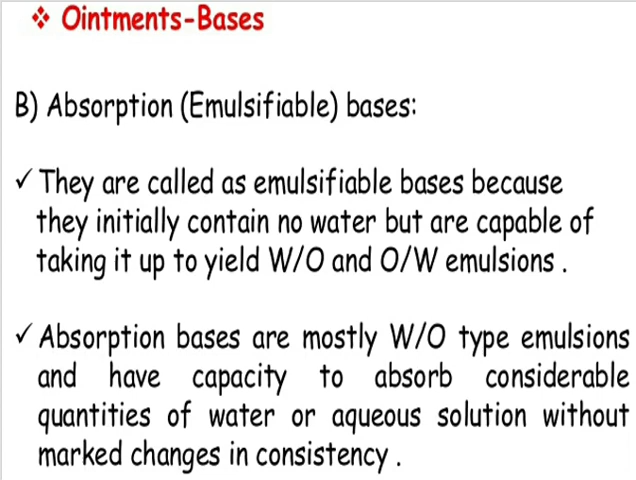 ❖ Ointments-Bases
B) Absorption (Emulsifiable) bases:
✓ They are called as emulsifiable bases because
they initially contain no water but are capable of
taking it up to yield W/O and O/W emulsions .
✓ Absorption bases are mostly W/O type emulsions
and have capacity to absorb considerable
quantities of water or aqueous solution without
marked changes in consistency .